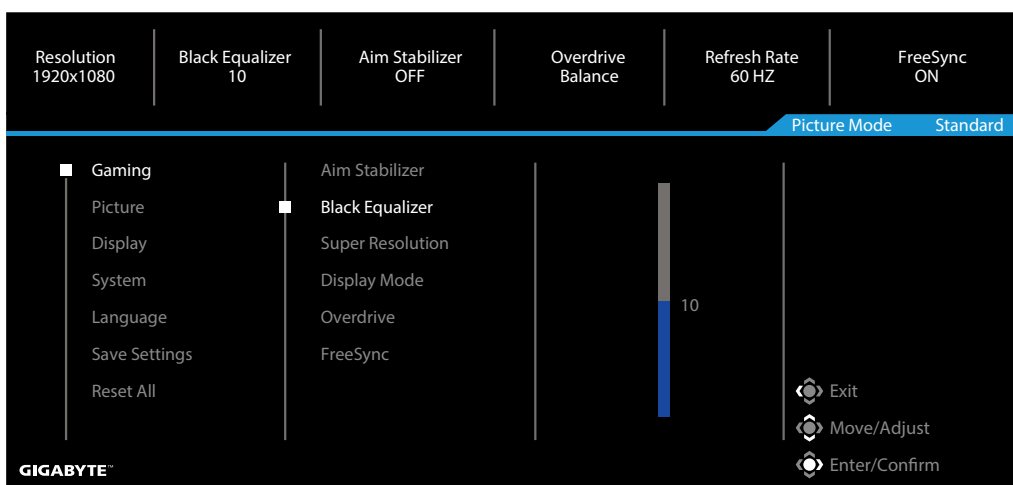 Resolution
1920x1080
Black Equalizer
10
Aim Stabilizer
OFF
Overdrive
Balance
Refresh Rate
60 HZ
FreeSync
ON
Picture Mode Standard
Gaming
Picture
Display
System
Language
Save Settings
Reset All
Aim Stabilizer
Black Equalizer
Super Resolution
Display Mode
Overdrive
FreeSync
10
Exit
Move/Adjust
Enter/Confirm
GIGABYTE™